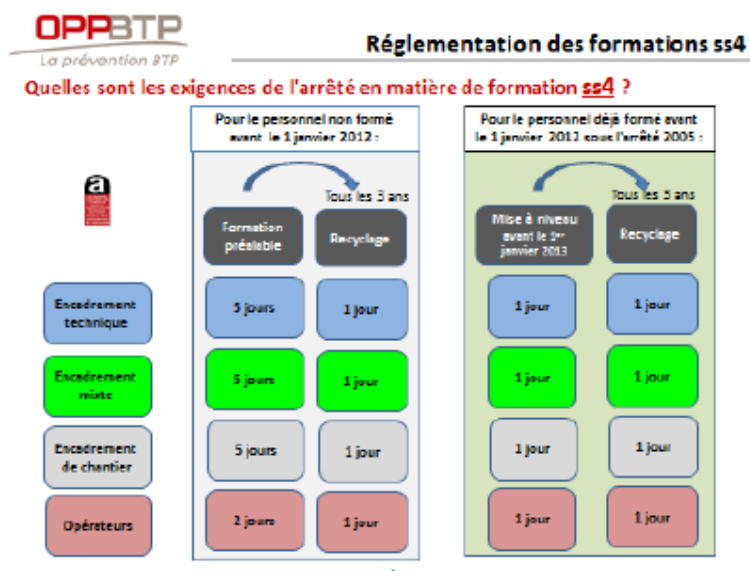 OPPBTP
La prévention BTP
Réglementation des formations ss4
Quelles sont les exigences de l'arrêté en matière de formation ss4 ?
Pour le personnel non formé
avant le 1 janvier 2012 :
Pour le personnel déjà formé avant
le 1 janvier 2012 sous l'arrêté 2005 :
a
Tous les 3 ans
Tous les 3 ans
Formation
préalable
Recyclage
Mise à niveau
avant le 1er
janvier 2013
Recyclage
Encadrement
technique
5 jours
1 jour
1 jour
1 jour
Encadrement
mixte
5 jours
1 jour
1 jour
1 jour
Encadrement
de chantier
5 jours
1 jour
1 jour
1 jour
Opérateurs
2 jours
1 jour
1 jour
1 jour